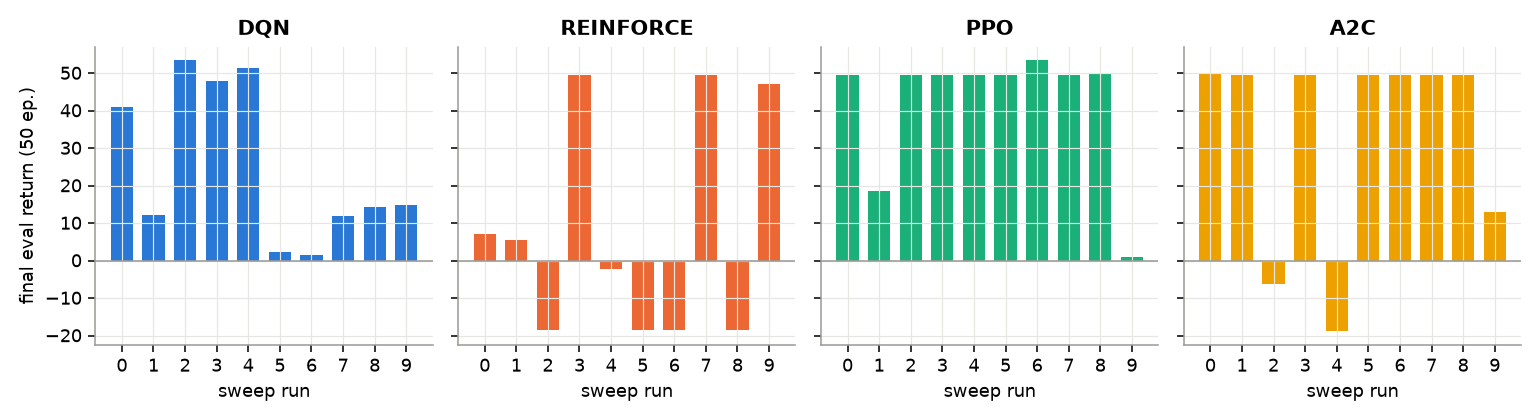 DQN REINFORCE PPO A2C
final eval return (50 ep.)
50
40
30
20
10
0
−10
−20
0 1 2 3 4 5 6 7 8 9
0 1 2 3 4 5 6 7 8 9
0 1 2 3 4 5 6 7 8 9
0 1 2 3 4 5 6 7 8 9
sweep run
sweep run
sweep run
sweep run